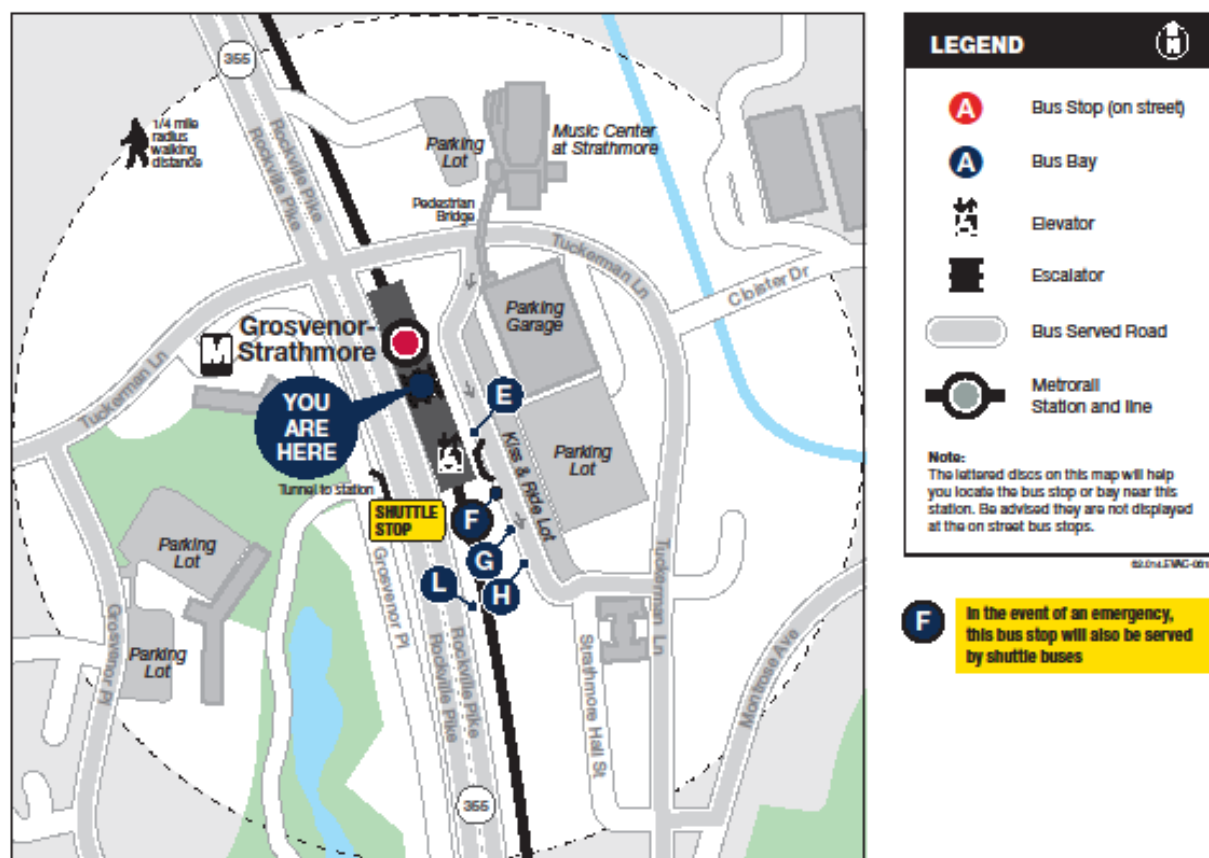 355
1/4 mile
radius
walking
distance
Rockville Pike
Rockville Pike
Parking
Lot
Music Center
at Strathmore
Pedestrian
Bridge
Tuckerman Ln
Cloister Dr
Parking
Garage
Grosvenor-
Strathmore
M
Tuckerman Ln
YOU
ARE
HERE
E
Kiss & Ride Lot
Parking
Lot
Tunnel to station
SHUTTLE
STOP
F
G
H
L
Parking
Lot
Grosvenor Pl
Grosvenor Pl
Parking
Lot
Rockville Pike
Rockville Pike
Tuckerman Ln
Strathmore Hall St
Montrose Ave
355
LEGEND
N
A Bus Stop (on street)
A Bus Bay
Elevator
Escalator
Bus Served Road
Metrorail
Station and line
Note:
The lettered discs on this map will help
you locate the bus stop or bay near this
station. Be advised they are not displayed
at the on street bus stops.
F
In the event of an emergency,
this bus stop will also be served
by shuttle buses